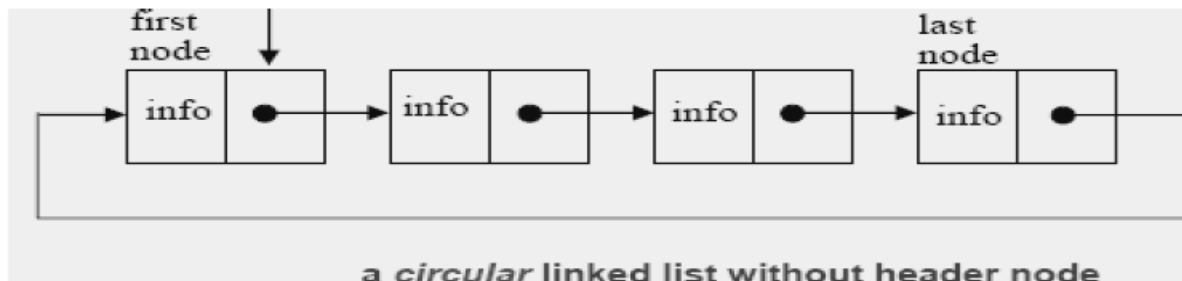 first
node
last
node
info info info info
a circular linked list without header node